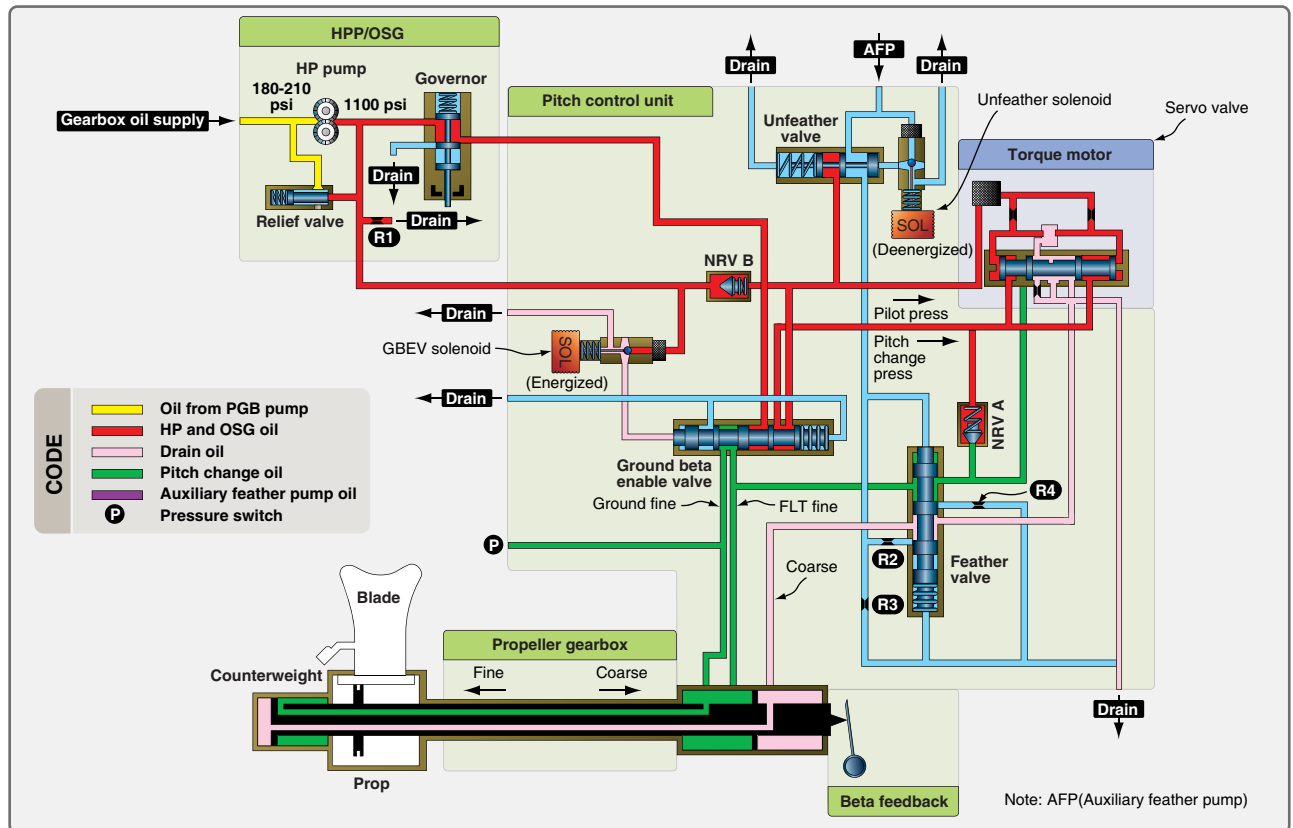 HPP/OSG
HP pump
180-210
psi
1100 psi
Governor
Gearbox oil supply
Drain
Relief valve
R1
Drain
Pitch control unit
Drain
AFP
Drain
Unfeather solenoid
Unfeather
valve
SOL
(Deenergized)
Servo valve
Torque motor
NRV B
Drain
GBEV solenoid
SOL
(Energized)
Pilot press
Pitch
change
press
Drain
NRV A
Ground beta
enable valve
Ground fine
FLT fine
R4
R2
Feather
valve
R3
Coarse
P
CODE
Oil from PGB pump
HP and OSG oil
Drain oil
Pitch change oil
Auxiliary feather pump oil
P
Pressure switch
Blade
Counterweight
Prop
Propeller gearbox
Fine
Coarse
Drain
Beta feedback
Note: AFP(Auxiliary feather pump)